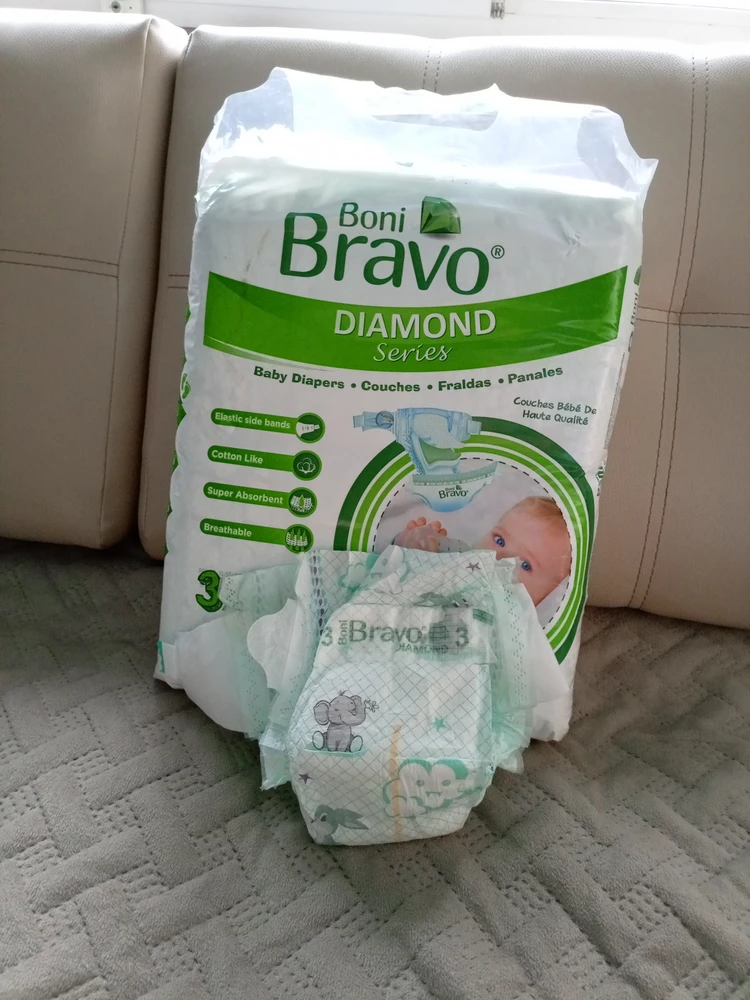 Boni
Bravo®
DIAMOND
Series
Baby Diapers • Couches • Fraldas • Panales
Couches Bébé De
Haute Qualité
Elastic side bands
Cotton Like
Super Absorbent
Breathable
Boni
Bravo
3
3 Boni Bravo 3
DIAMOND